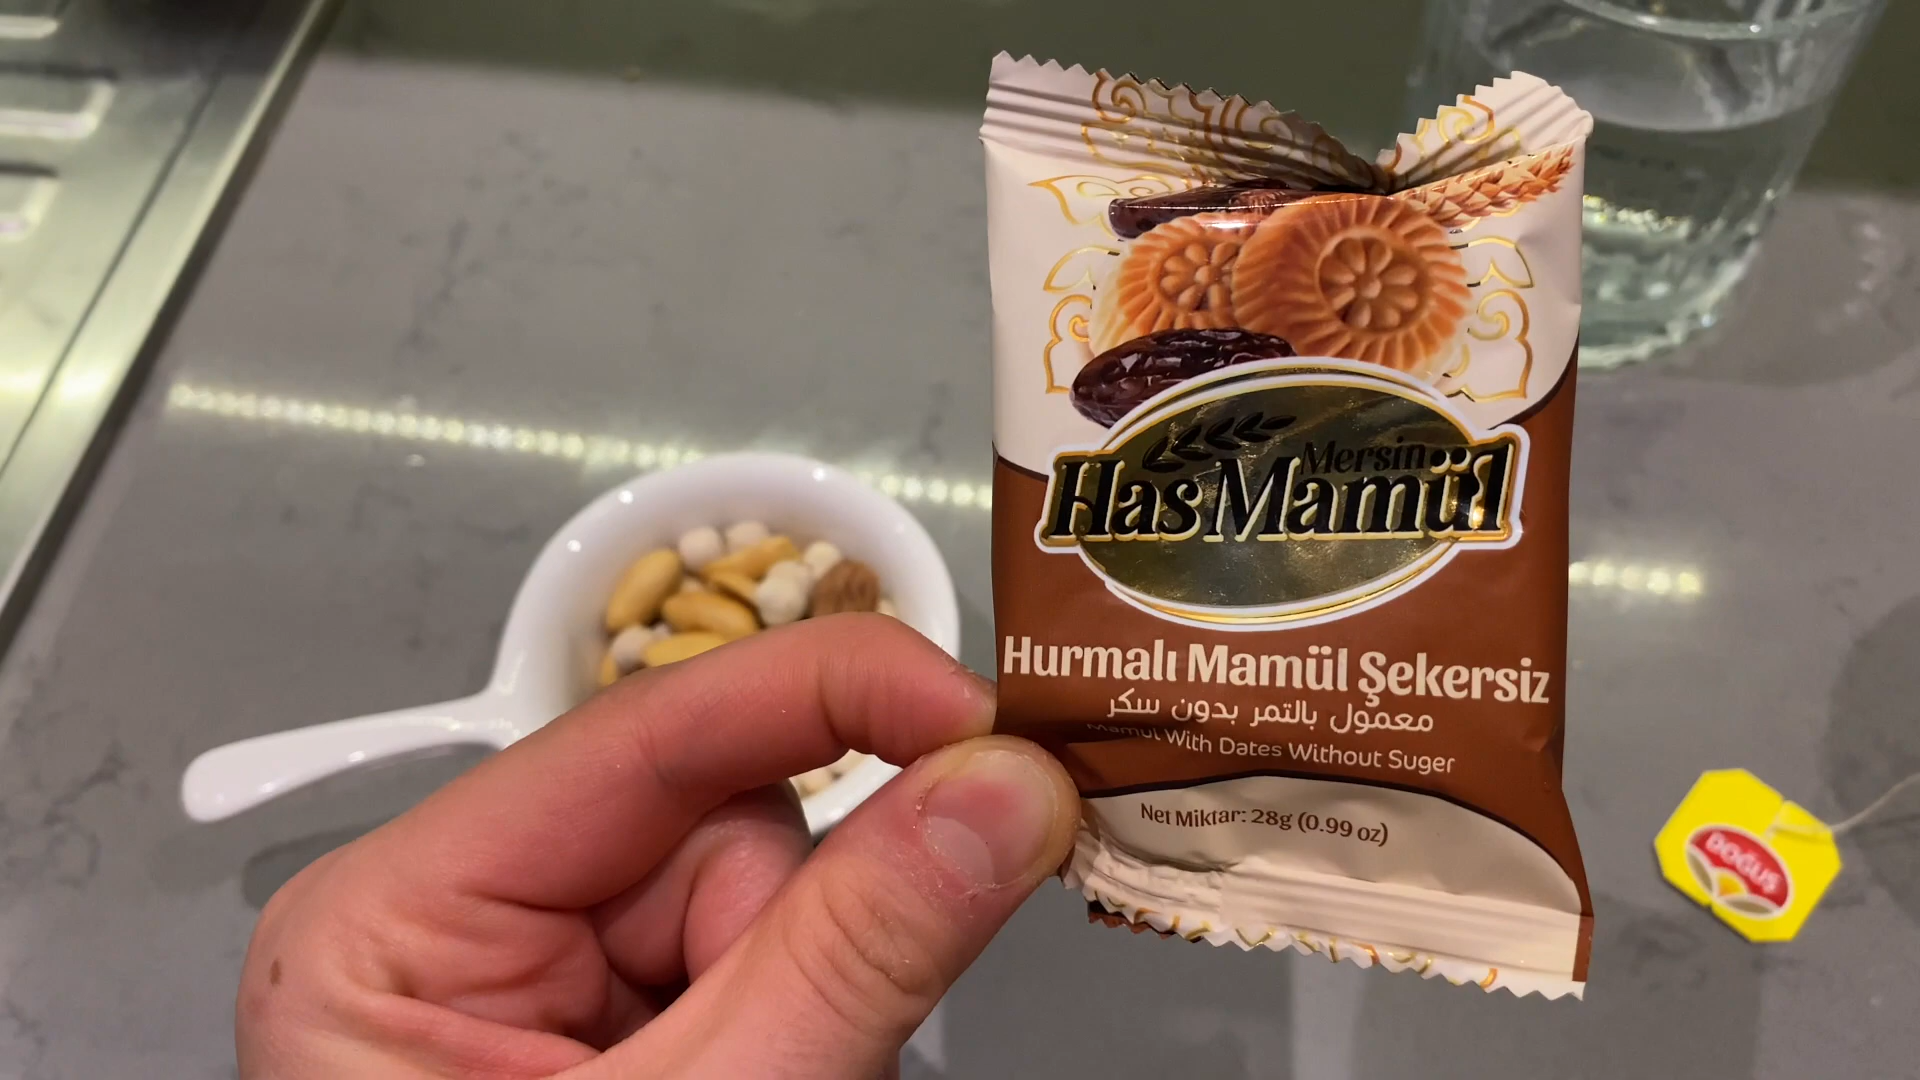 Mersin
Has Mamül
Hurmalı Mamül Şekersiz
معمول بالتمر بدون سكر
Mamul With Dates Without Suger
Net Miktar: 28g (0.99 oz)
DOĞUŞ